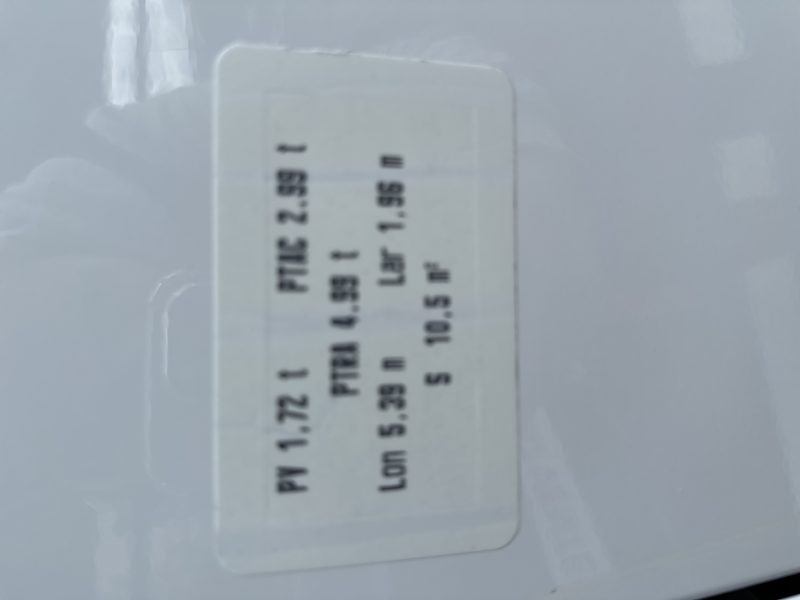 PV 1,72 t PTAC 2.99 t
PTRA 4.99 t
Lon 5.39 m Lar 1.96 m
S 10,5 m²